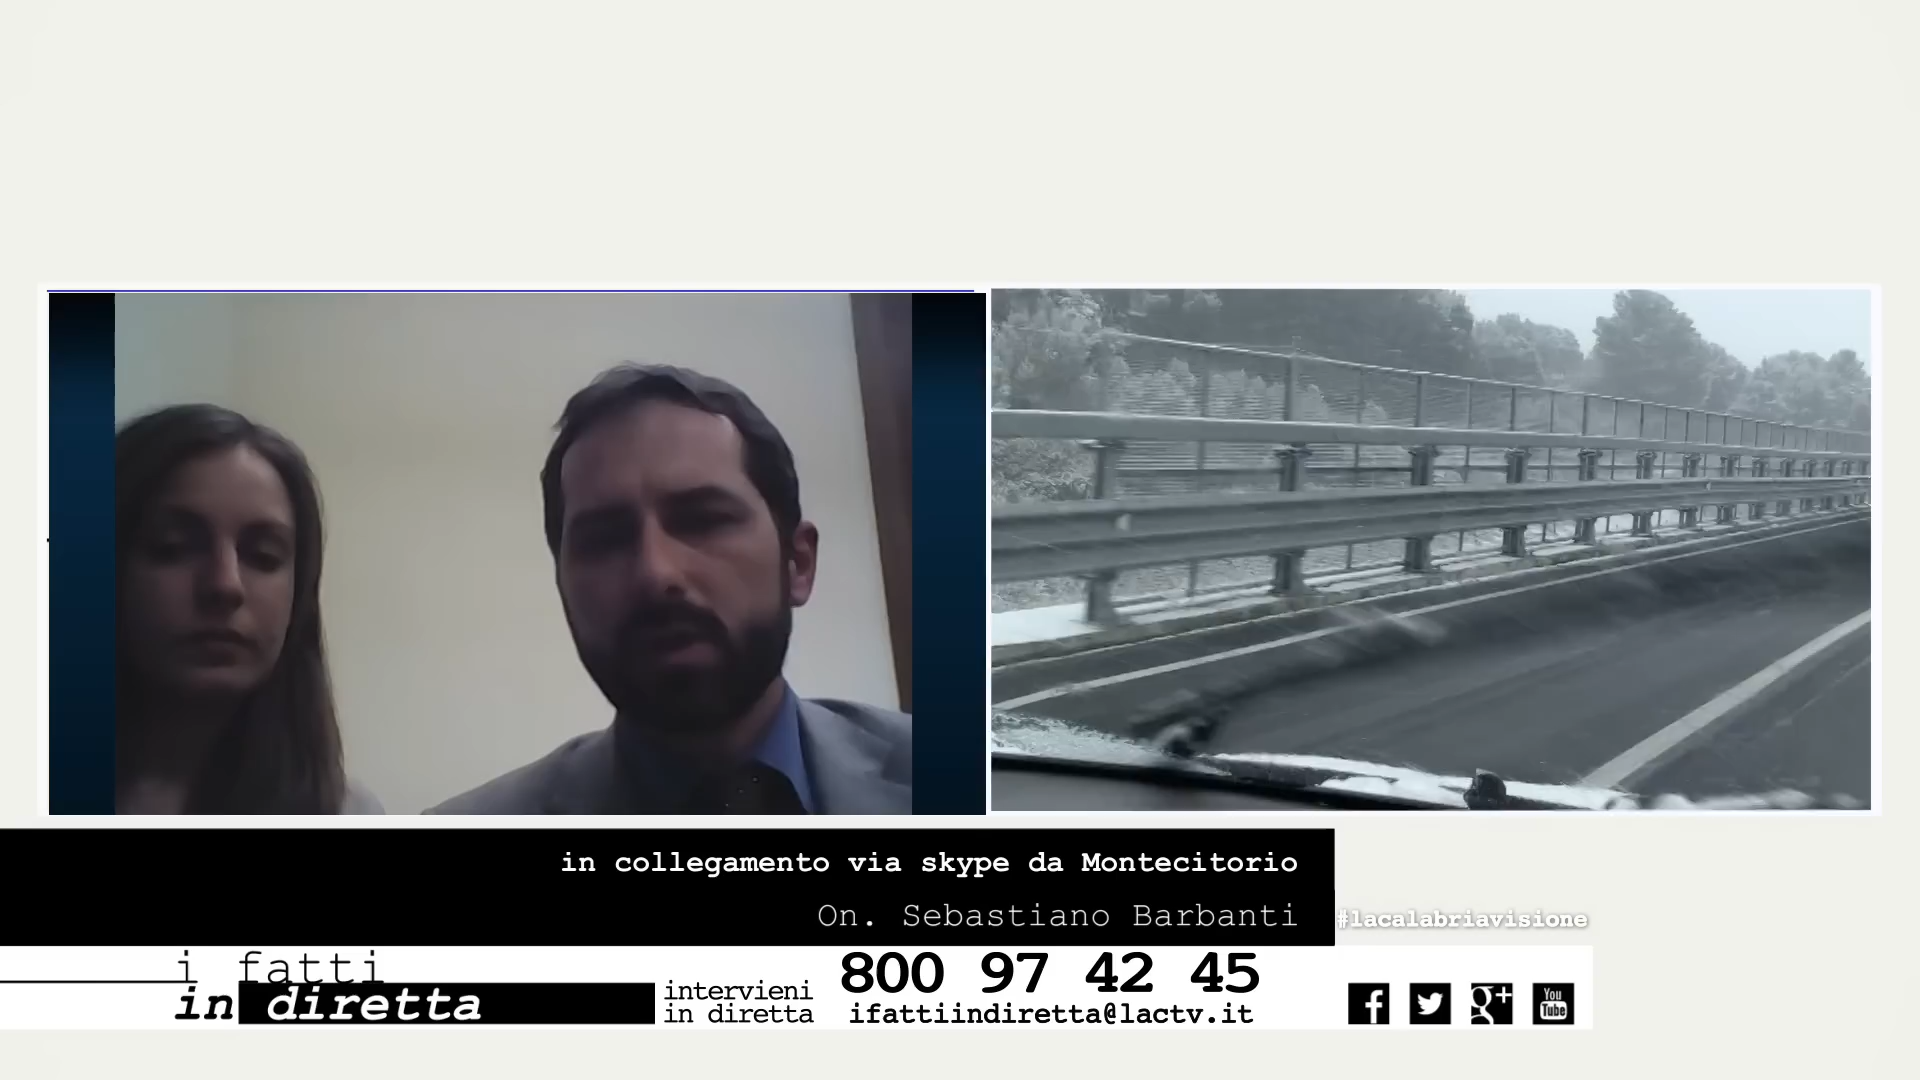 in collegamento via skype da Montecitorio
On. Sebastiano Barbanti
#lacalabriavisione
i fatti
in diretta
intervieni
in diretta
800 97 42 45
ifattiindiretta@lactv.it
f
g+
You
Tube